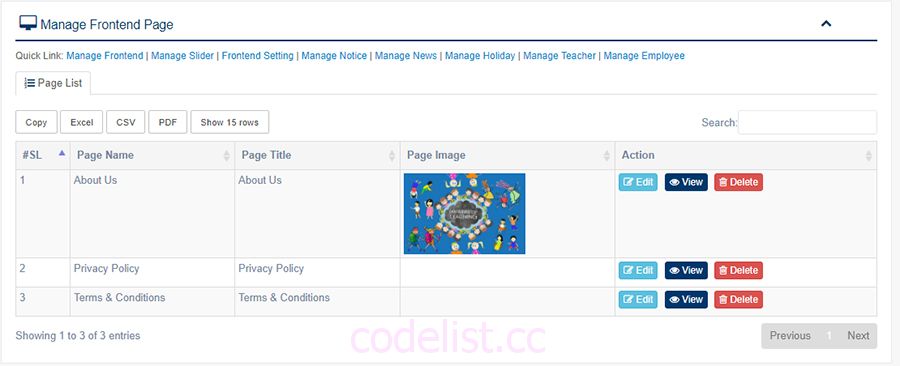 Manage Frontend Page
Quick Link: Manage Frontend | Manage Slider | Frontend Setting | Manage Notice | Manage News | Manage Holiday | Manage Teacher | Manage Employee
Page List
Copy Excel CSV PDF Show 15 rows Search:
#SL Page Name Page Title Page Image Action
1 About Us About Us Edit View Delete
2 Privacy Policy Privacy Policy Edit View Delete
3 Terms & Conditions Terms & Conditions Edit View Delete
Showing 1 to 3 of 3 entries Previous 1 Next
codelist.cc